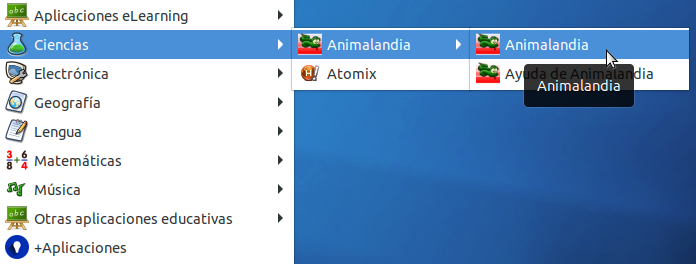 Aplicaciones eLearning
Ciencias
Electrónica
Geografía
Lengua
Matemáticas
Música
Otras aplicaciones educativas
+Aplicaciones
Animalandia
Atomix
Animalandia
Ayuda de Animalandia
Animalandia